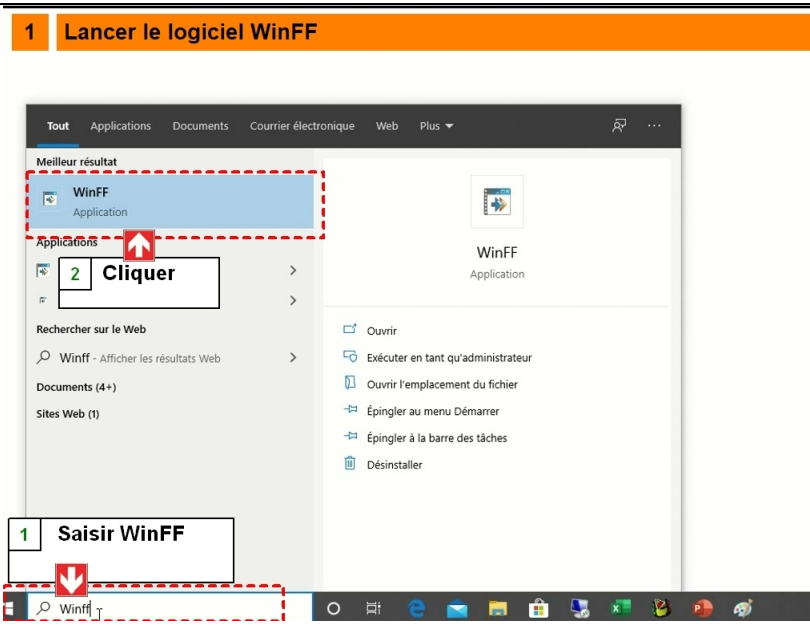 1 Lancer le logiciel WinFF
Tout Applications Documents Courrier électronique Web Plus
Meilleur résultat
WinFF
Application
Applications
2 Cliquer
Rechercher sur le Web
Winff - Afficher les résultats Web
Documents (4+)
Sites Web (1)
WinFF
Application
Ouvrir
Exécuter en tant qu'administrateur
Ouvrir l'emplacement du fichier
Épingler au menu Démarrer
Épingler à la barre des tâches
Désinstaller
1 Saisir WinFF
Winff